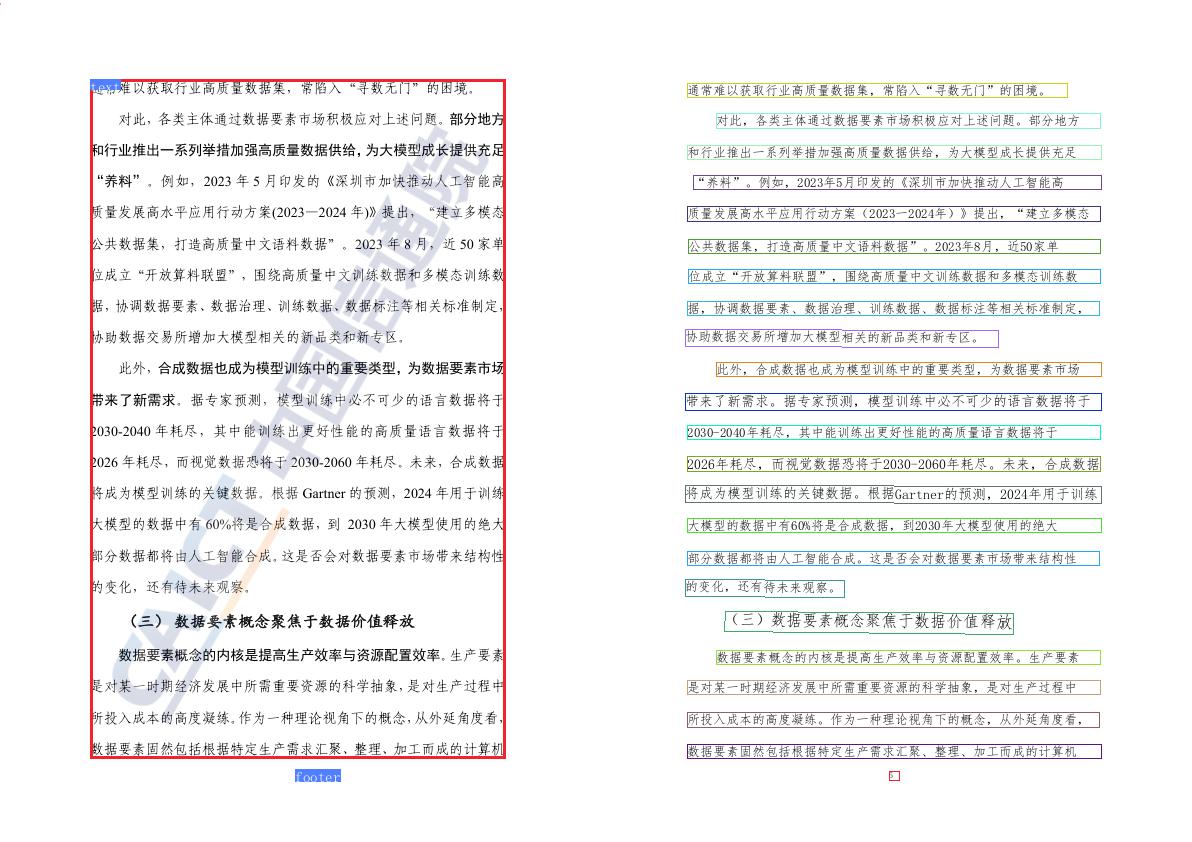 text
通常难以获取行业高质量数据集，常陷入“寻数无门”的困境。
对此，各类主体通过数据要素市场积极应对上述问题。部分地方
和行业推出一系列举措加强高质量数据供给，为大模型成长提供充足
“养料”。例如，2023 年 5 月印发的《深圳市加快推动人工智能高
质量发展高水平应用行动方案(2023—2024 年)》提出，“建立多模态
公共数据集，打造高质量中文语料数据”。2023 年 8 月，近 50 家单
位成立“开放算料联盟”，围绕高质量中文训练数据和多模态训练数
据，协调数据要素、数据治理、训练数据、数据标注等相关标准制定，
协助数据交易所增加大模型相关的新品类和新专区。
此外，合成数据也成为模型训练中的重要类型，为数据要素市场
带来了新需求。据专家预测，模型训练中必不可少的语言数据将于
2030-2040 年耗尽，其中能训练出更好性能的高质量语言数据将于
2026 年耗尽，而视觉数据恐将于 2030-2060 年耗尽。未来，合成数据
将成为模型训练的关键数据。根据 Gartner 的预测，2024 年用于训练
大模型的数据中有 60%将是合成数据，到 2030 年大模型使用的绝大
部分数据都将由人工智能合成。这是否会对数据要素市场带来结构性
的变化，还有待未来观察。
（三） 数据要素概念聚焦于数据价值释放
数据要素概念的内核是提高生产效率与资源配置效率。生产要素
是对某一时期经济发展中所需重要资源的科学抽象，是对生产过程中
所投入成本的高度凝练。作为一种理论视角下的概念，从外延角度看，
数据要素固然包括根据特定生产需求汇聚、整理、加工而成的计算机
footer
CAICT 中国信通院
通常难以获取行业高质量数据集，常陷入“寻数无门”的困境。
对此，各类主体通过数据要素市场积极应对上述问题。部分地方
和行业推出一系列举措加强高质量数据供给，为大模型成长提供充足
“养料”。例如，2023年5月印发的《深圳市加快推动人工智能高
质量发展高水平应用行动方案（2023一2024年）》提出，“建立多模态
公共数据集，打造高质量中文语料数据”。2023年8月，近50家单
位成立“开放算料联盟”，围绕高质量中文训练数据和多模态训练数
据，协调数据要素、数据治理、训练数据、数据标注等相关标准制定，
协助数据交易所增加大模型相关的新品类和新专区。
此外，合成数据也成为模型训练中的重要类型，为数据要素市场
带来了新需求。据专家预测，模型训练中必不可少的语言数据将于
2030-2040年耗尽，其中能训练出更好性能的高质量语言数据将于
2026年耗尽，而视觉数据恐将于2030-2060年耗尽。未来，合成数据
将成为模型训练的关键数据。根据Gartner的预测，2024年用于训练
大模型的数据中有60%将是合成数据，到2030年大模型使用的绝大
部分数据都将由人工智能合成。这是否会对数据要素市场带来结构性
的变化，还有待未来观察。
（三）数据要素概念聚焦于数据价值释放
数据要素概念的内核是提高生产效率与资源配置效率。生产要素
是对某一时期经济发展中所需重要资源的科学抽象，是对生产过程中
所投入成本的高度凝练。作为一种理论视角下的概念，从外延角度看，
数据要素固然包括根据特定生产需求汇聚、整理、加工而成的计算机